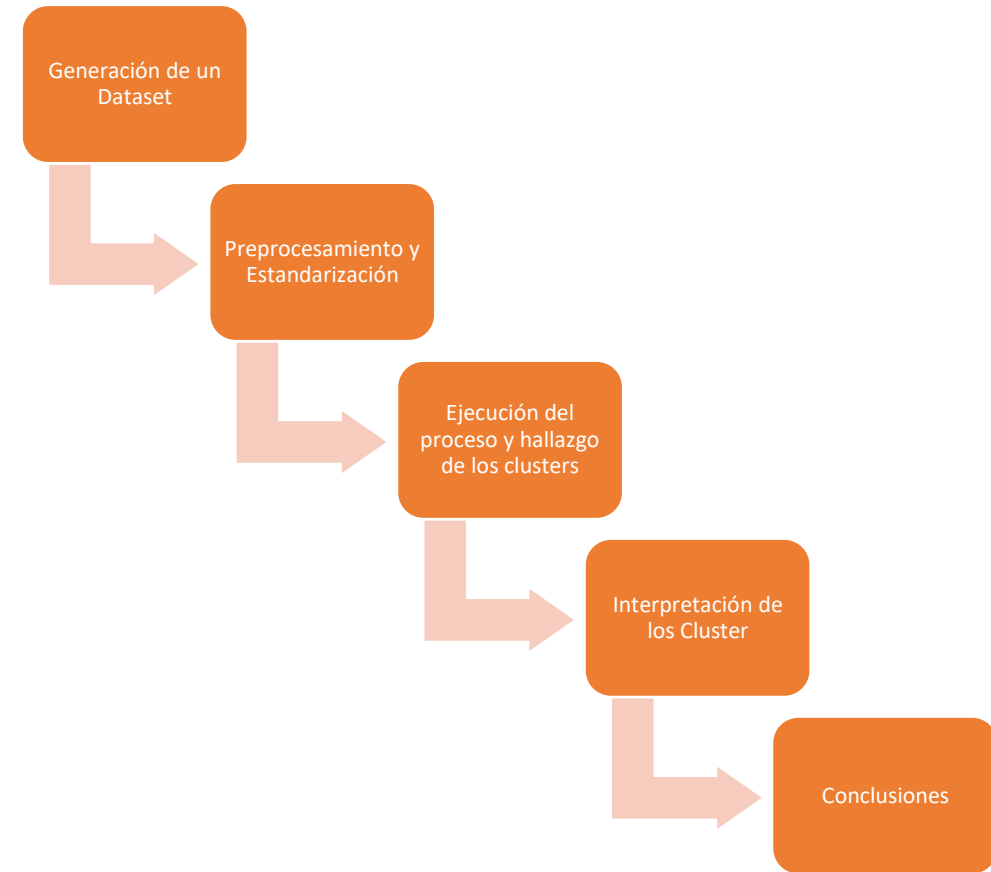 Generación de un
Dataset
Preprocesamiento y
Estandarización
Ejecución del
proceso y hallazgo
de los clusters
Interpretación de
los Cluster
Conclusiones